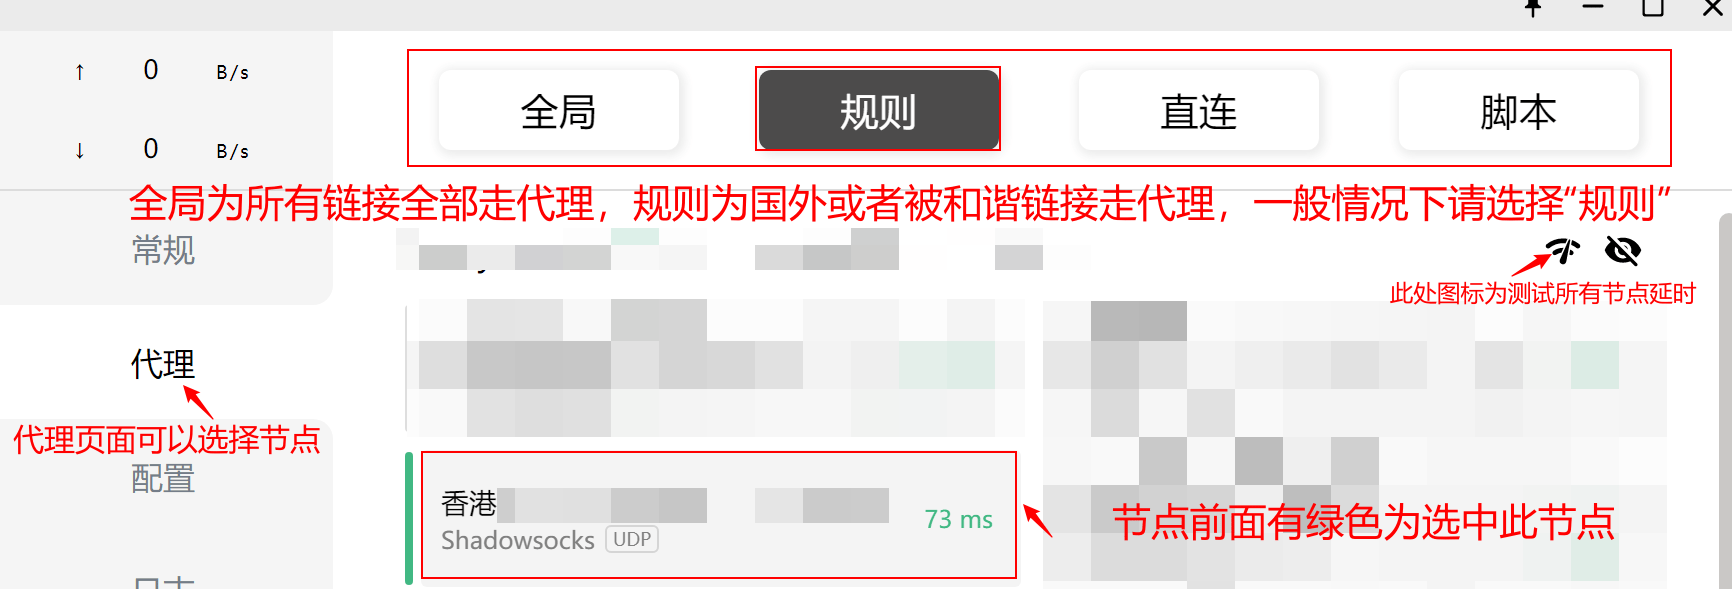 ↑ 0 B/s
全局 规则 直连 脚本
↓ 0 B/s
全局为所有链接全部走代理，规则为国外或者被和谐链接走代理，一般情况下请选择“规则”
常规
此处图标为测试所有节点延时
代理
代理页面可以选择节点
配置
香港
73 ms
Shadowsocks UDP
节点前面有绿色为选中此节点
日志